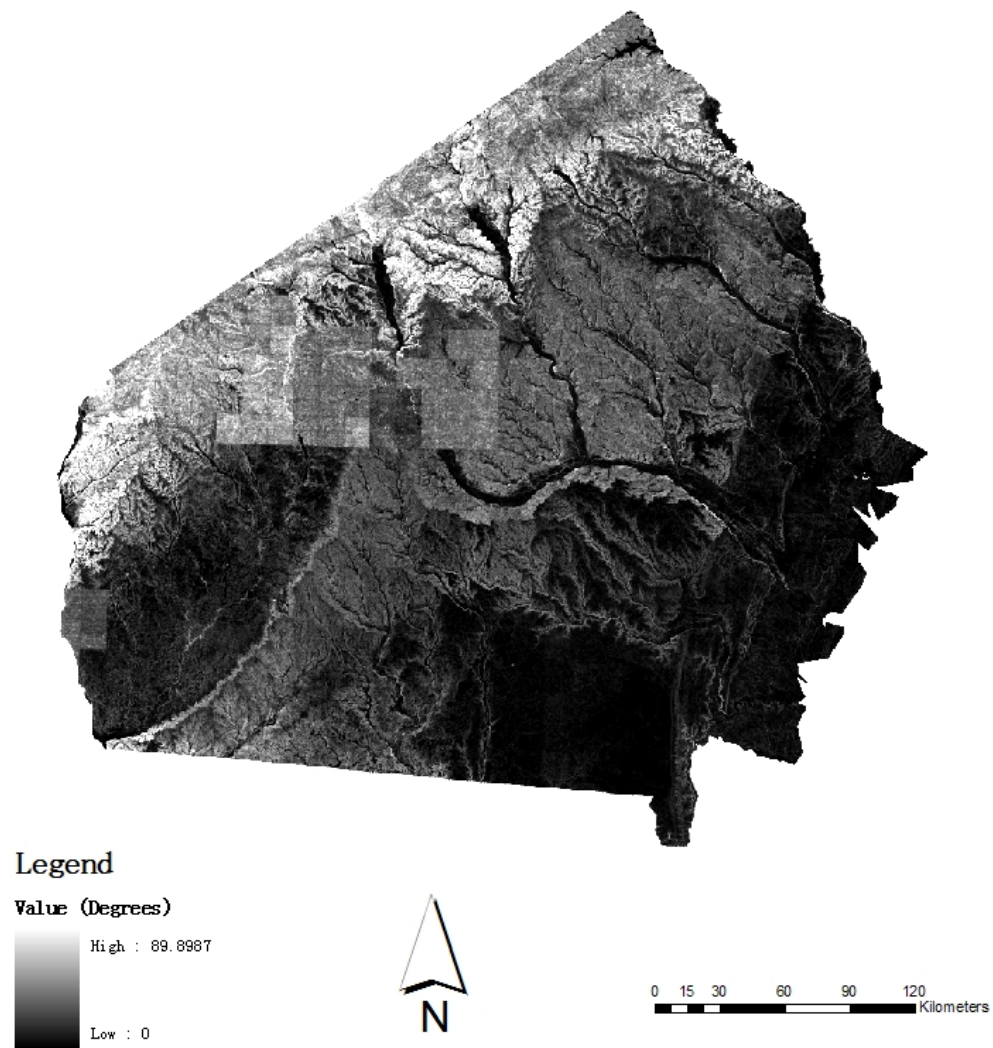 Legend
Value (Degrees)
High : 89.8987
Low : 0
N
0 15 30 60 90 120
Kilometers